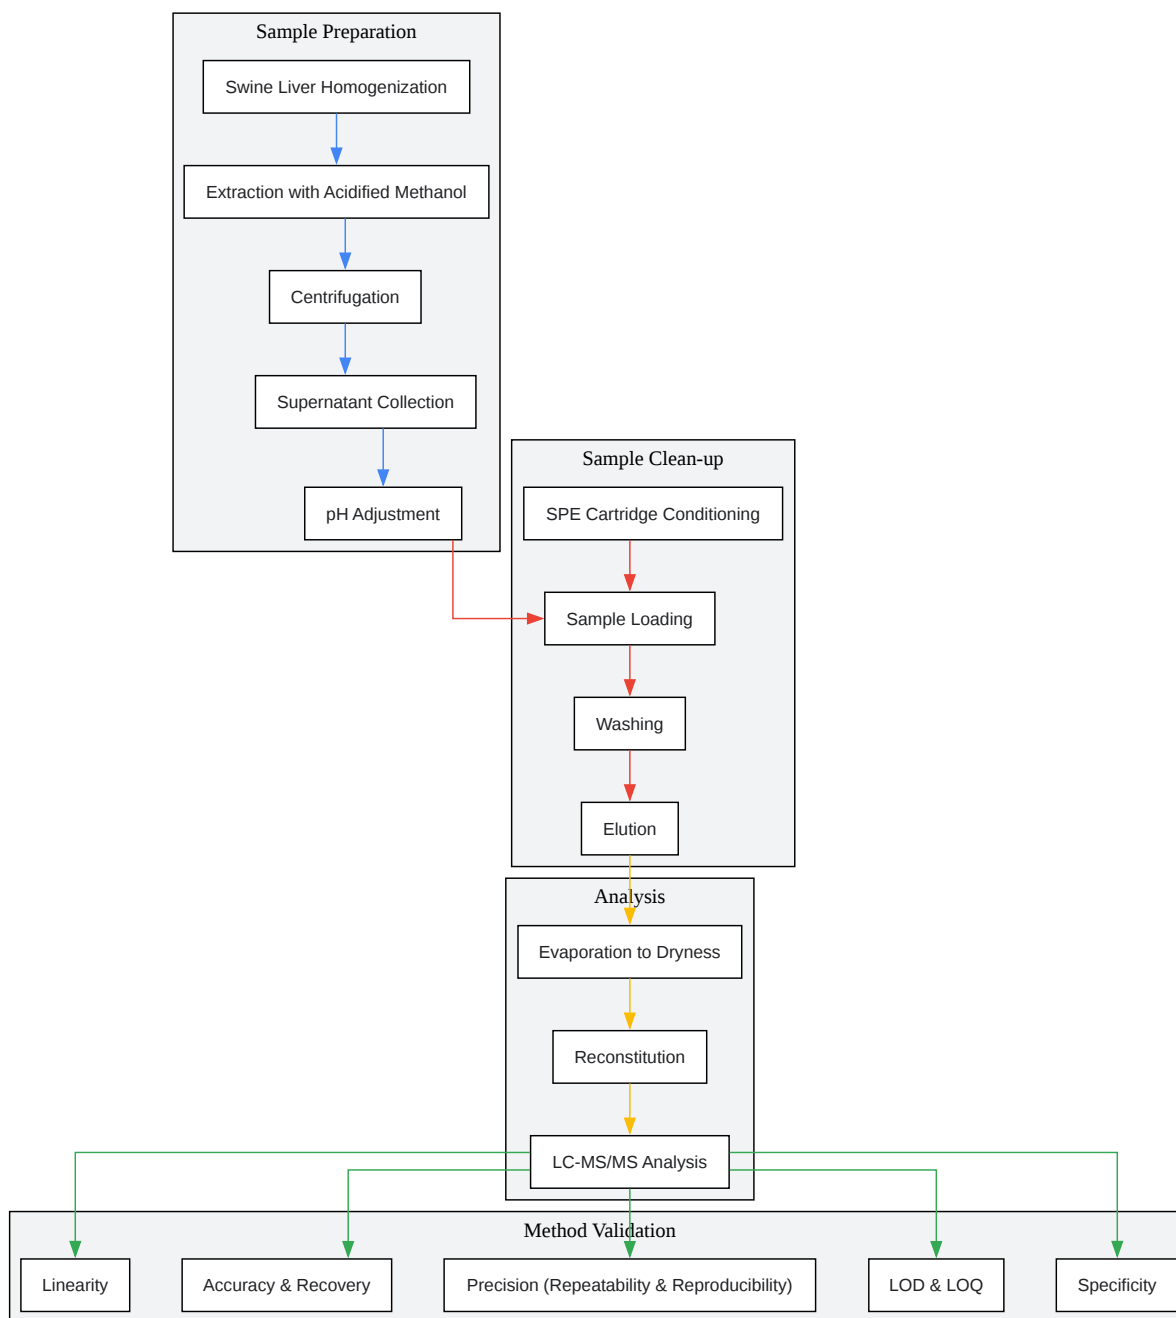 Sample Preparation
Swine Liver Homogenization
Extraction with Acidified Methanol
Centrifugation
Supernatant Collection
pH Adjustment
Sample Clean-up
SPE Cartridge Conditioning
Sample Loading
Washing
Elution
Analysis
Evaporation to Dryness
Reconstitution
LC-MS/MS Analysis
Method Validation
Linearity
Accuracy & Recovery
Precision (Repeatability & Reproducibility)
LOD & LOQ
Specificity